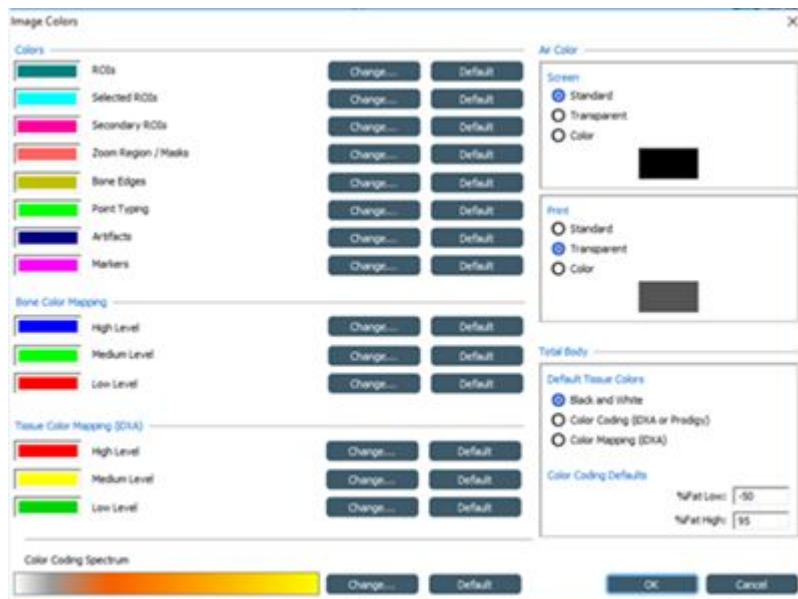 Image Colors
Colors
ROIs Change... Default
Selected ROIs Change... Default
Secondary ROIs Change... Default
Zoom Region / Masks Change... Default
Bone Edges Change... Default
Point Typing Change... Default
Artifacts Change... Default
Markers Change... Default
Bone Color Mapping
High Level Change... Default
Medium Level Change... Default
Low Level Change... Default
Tissue Color Mapping (iDXA)
High Level Change... Default
Medium Level Change... Default
Low Level Change... Default
Color Coding Spectrum
Change... Default
Air Color
Screen
Standard
Transparent
Color
Print
Standard
Transparent
Color
Total Body
Default Tissue Colors
Black and White
Color Coding (iDXA or Prodigy)
Color Mapping (iDXA)
Color Coding Defaults
%Fat Low: -50
%Fat High: 95
OK Cancel